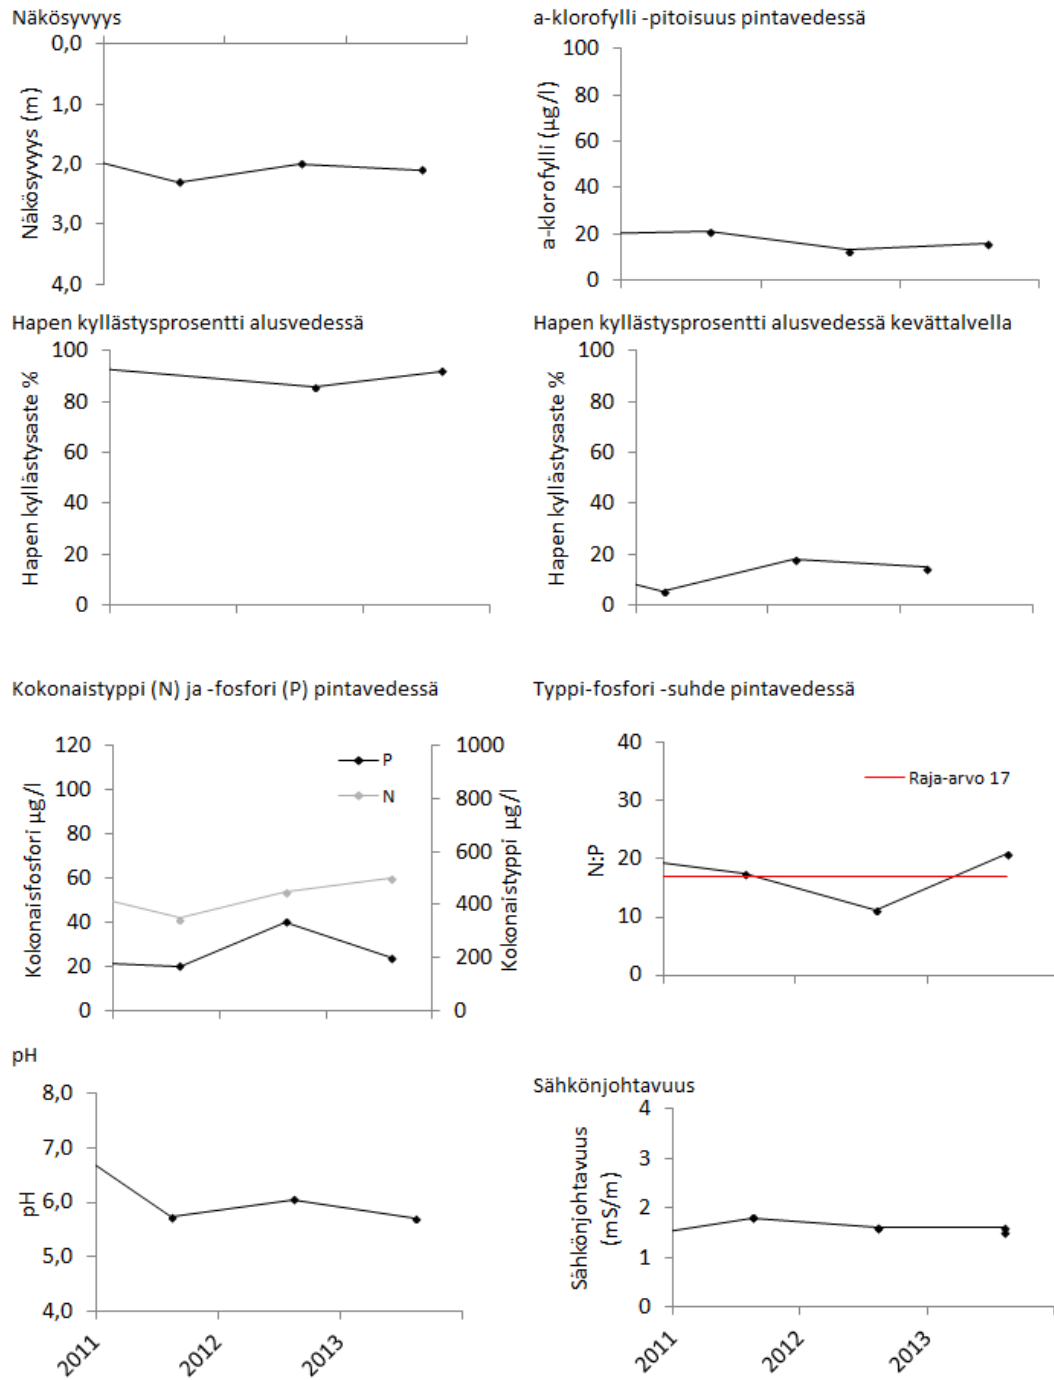 Näkösyvyys
0,0
1,0
2,0
3,0
4,0
Näkösyvyys (m)
a-klorofylli -pitoisuus pintavedessä
100
80
60
40
20
0
a-klorofylli (µg/l)
Hapen kyllästysprosentti alusvedessä
100
80
60
40
20
0
Hapen kyllästysaste %
Hapen kyllästysprosentti alusvedessä kevättalvella
100
80
60
40
20
0
Hapen kyllästysaste %
Kokonaistyppi (N) ja -fosfori (P) pintavedessä
120
100
80
60
40
20
0
Kokonaisfosfori µg/l
P
N
1000
800
600
400
200
0
Kokonaistyppi µg/l
Typpi-fosfori -suhde pintavedessä
40
30
20
10
0
N:P
Raja-arvo 17
pH
8,0
7,0
6,0
5,0
4,0
pH
2011
2012
2013
Sähkönjohtavuus
4
3
2
1
0
Sähkönjohtavuus
(mS/m)
2011
2012
2013